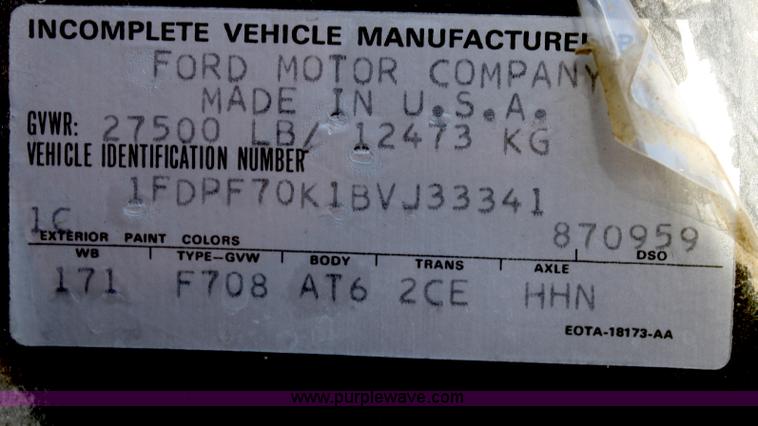 INCOMPLETE VEHICLE MANUFACTURER
FORD MOTOR COMPANY
MADE IN U.S.A.
GVWR: 27500 LB/ 12473 KG
VEHICLE IDENTIFICATION NUMBER
1FDPF70K1BVJ33341
1C 870959
EXTERIOR PAINT COLORS DSO
WB TYPE-GVW BODY TRANS AXLE
171 F708 AT6 2CE HHN
EOTA-18173-AA
www.purplewave.com